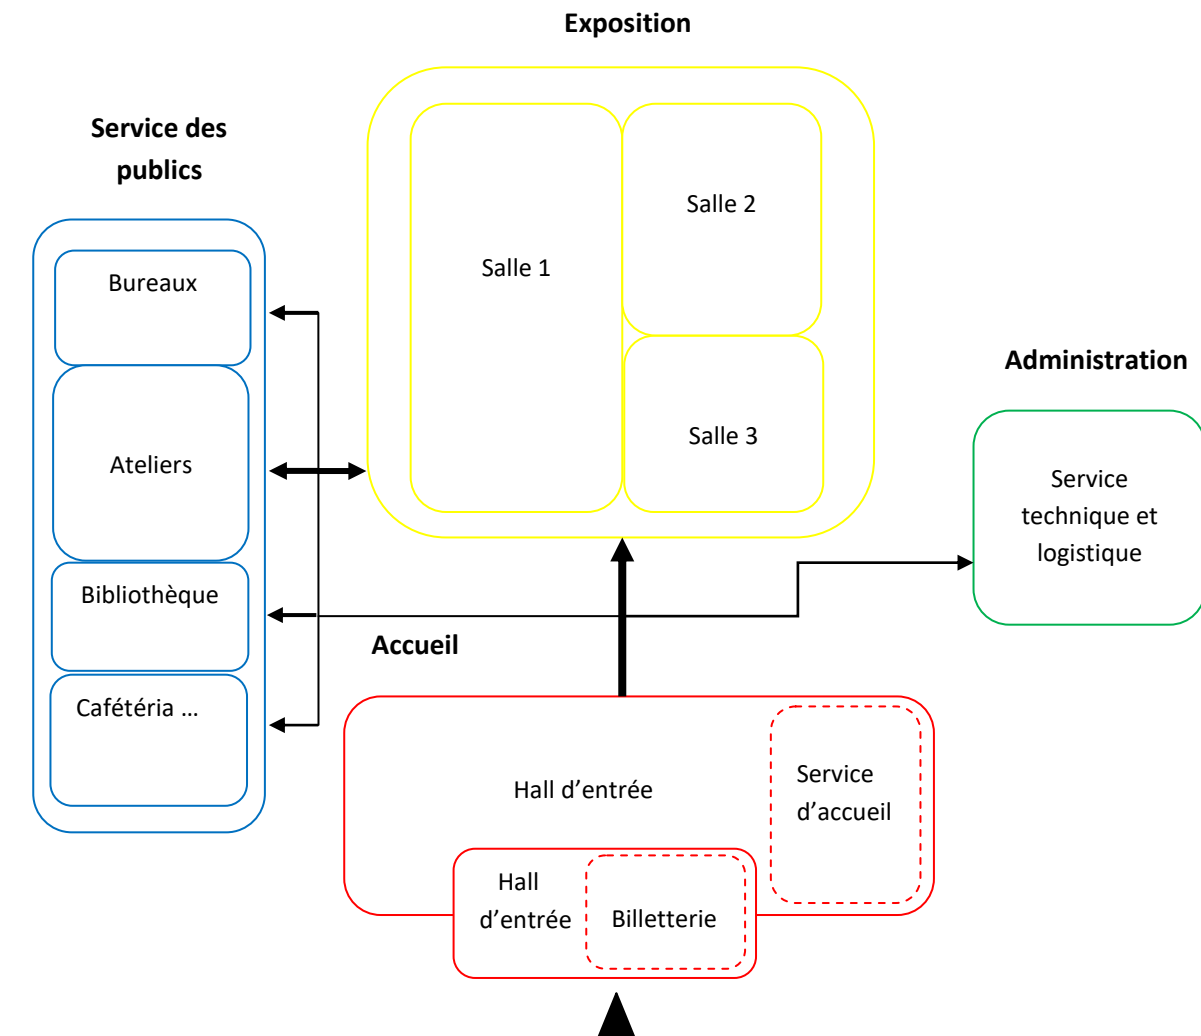 Exposition
Service des
publics
Salle 2
Salle 1
Bureaux
Administration
Salle 3
Ateliers
Service
technique et
logistique
Bibliothèque
Accueil
Cafétéria ...
Service
d’accueil
Hall d’entrée
Hall
d’entrée
Billetterie